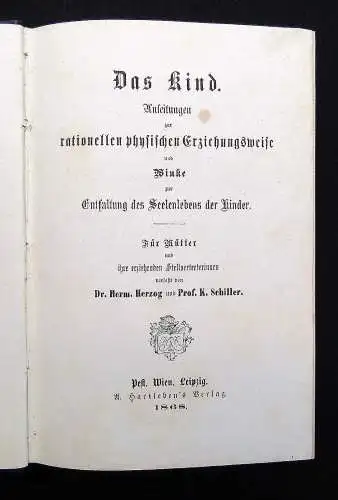 Das Kind.
Anleitungen
zur
rationellen physischen Erziehungsweise
und
Winke
zur
Entfaltung des Seelenlebens der Kinder.
Für Mütter
und
ihre erziehenden Stellvertreterinnen
verfaßt von
Dr. Herm. Herzog und Prof. K. Schiller.
Pest. Wien. Leipzig.
A. Hartleben's Verlag.
1868.